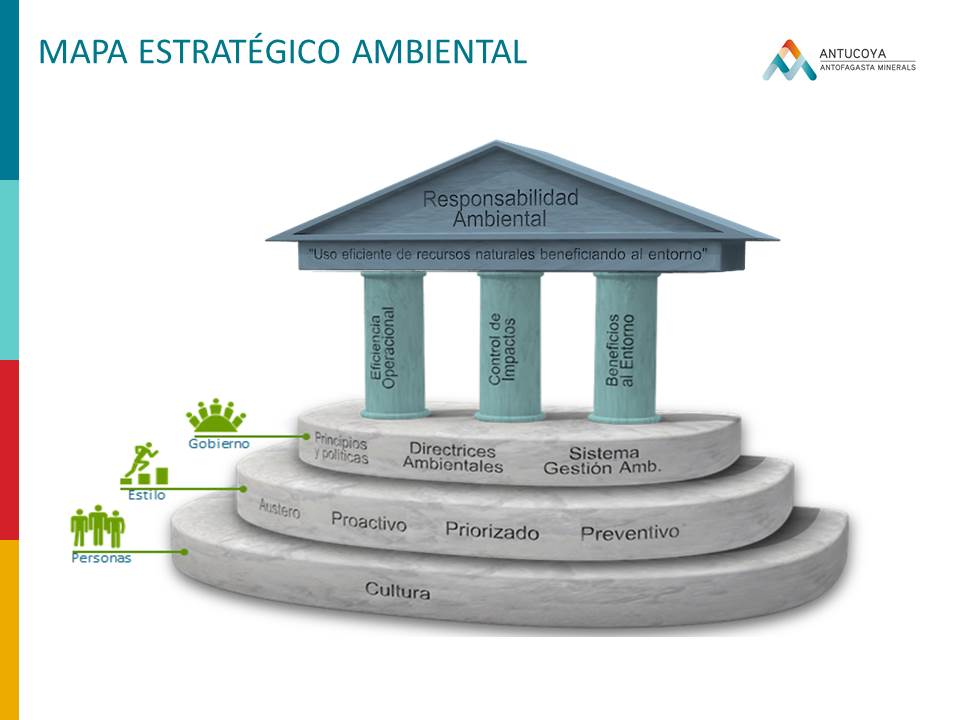 MAPA ESTRATÉGICO AMBIENTAL
ANTUCOYA
ANTOFAGASTA MINERALS
Responsabilidad
Ambiental
"Uso eficiente de recursos naturales beneficiando al entorno"
Eficiencia
Operacional
Control de
Impactos
Beneficios
al Entorno
Gobierno
Principios
y políticas
Directrices
Ambientales
Sistema
Gestión Amb.
Estilo
Austero
Proactivo
Priorizado
Preventivo
Personas
Cultura